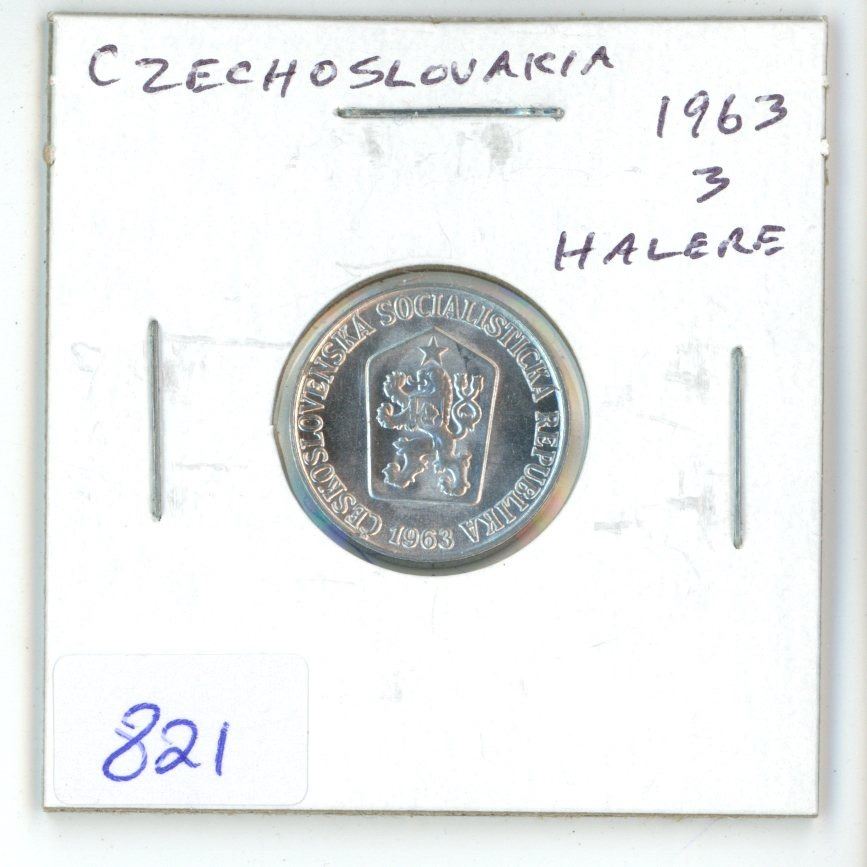 CZECHOSLOVAKIA
1963
3
HALERE
ČESKOSLOVENSKÁ SOCIALISTICKÁ REPUBLIKA
1963
821